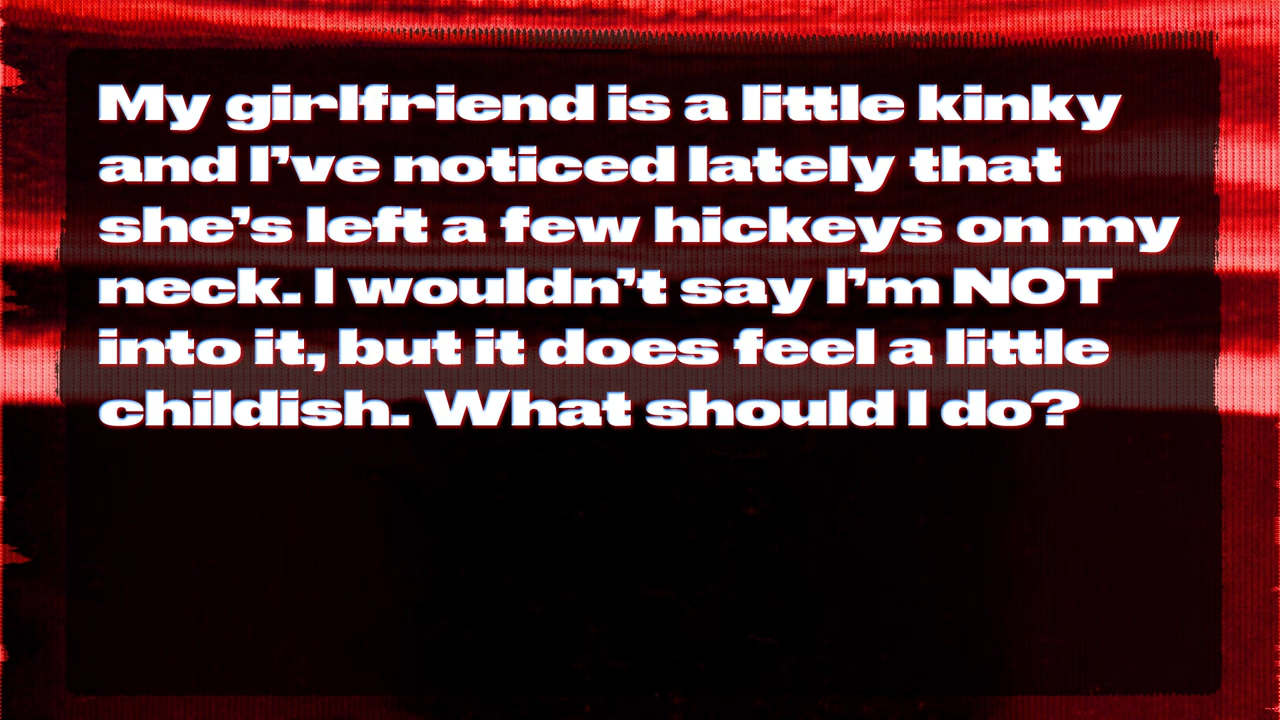 My girlfriend is a little kinky
and I’ve noticed lately that
she’s left a few hickeys on my
neck. I wouldn’t say I’m NOT
into it, but it does feel a little
childish. What should I do?